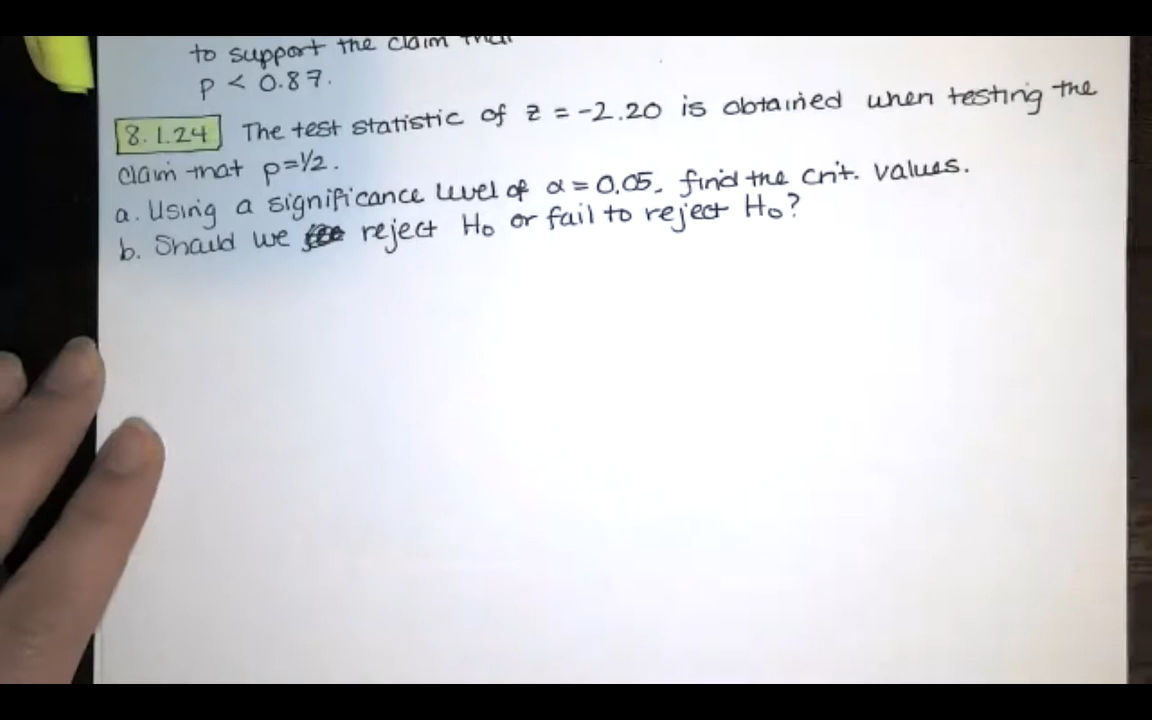 to support the claim that
p < 0.87.
8.1.24 The test statistic of z = -2.20 is obtained when testing the
claim that p=1/2.
a. Using a significance level of α = 0.05, find the crit. values.
b. Should we reject H₀ or fail to reject H₀?